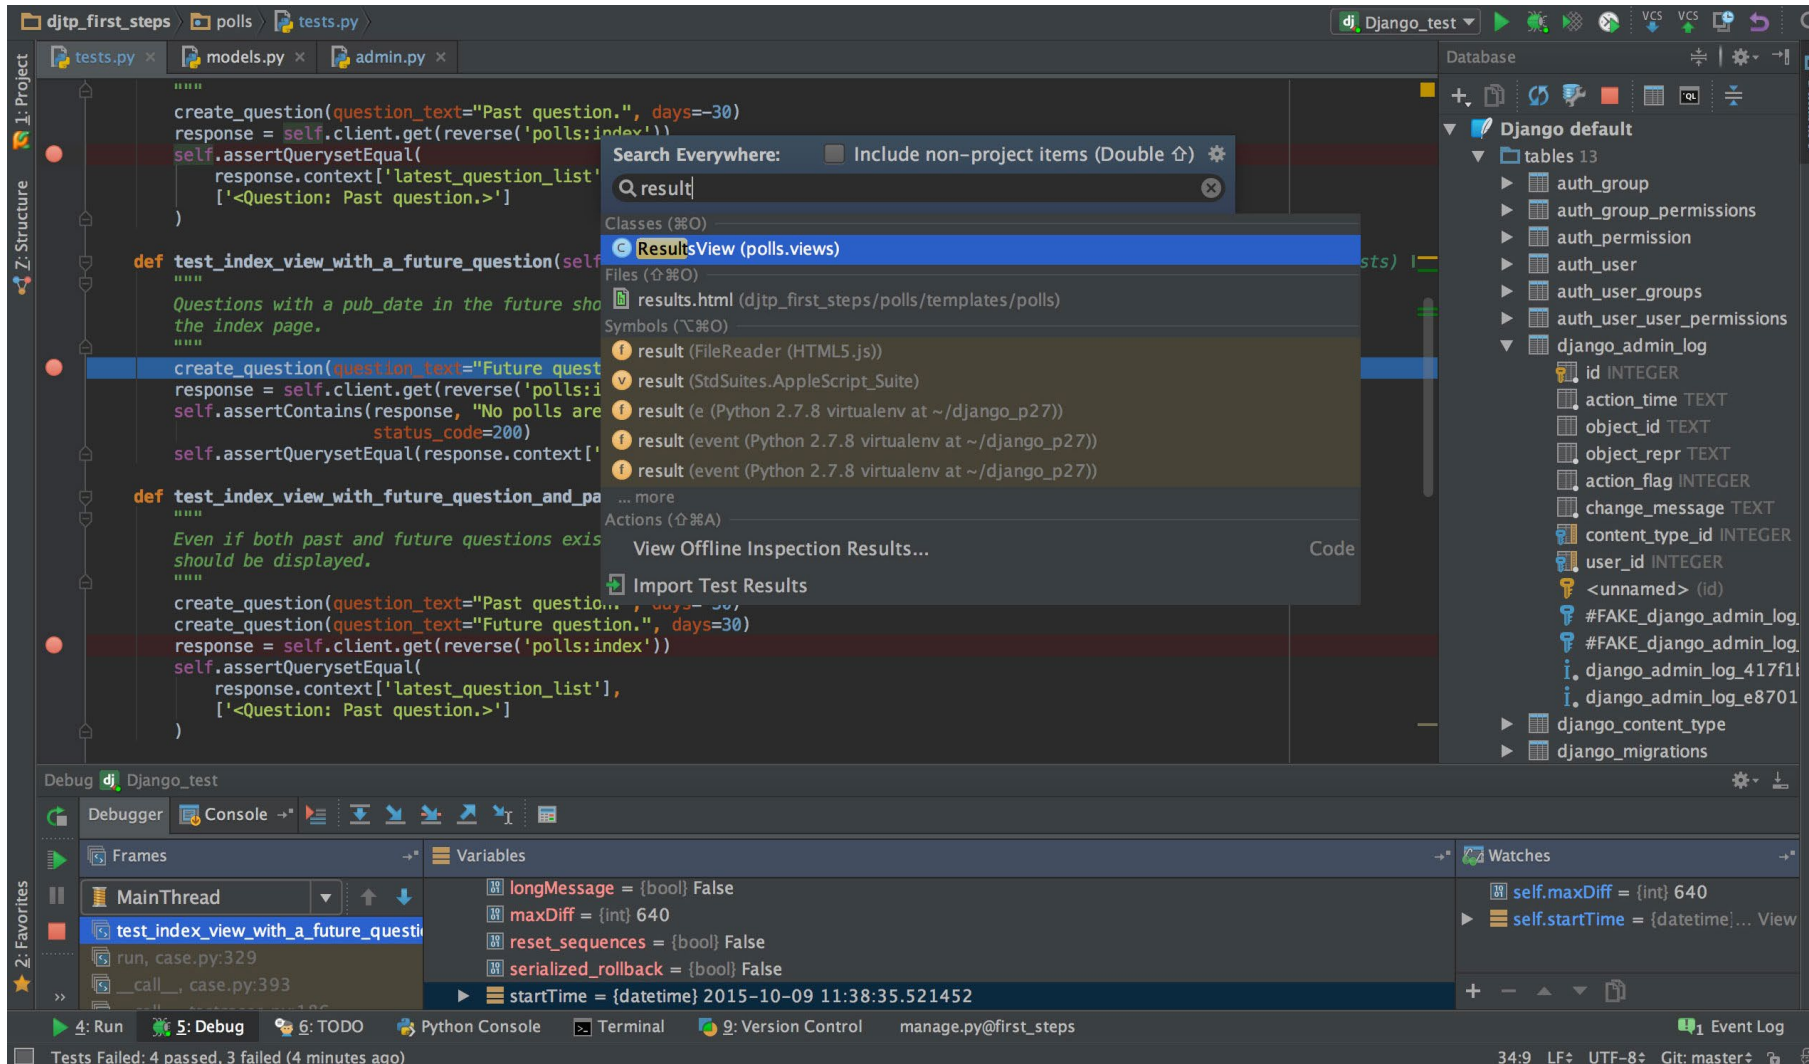 djtp_first_steps polls tests.py Django_test VCS VCS
tests.py models.py admin.py Database
1: Project
Z: Structure
2: Favorites
"""
create_question(question_text="Past question.", days=-30)
response = self.client.get(reverse('polls:index'))
self.assertQuerysetEqual(
response.context['latest_question_list'
['<Question: Past question.>']
)
def test_index_view_with_a_future_question(self
sts)
"""
Questions with a pub_date in the future sho
the index page.
"""
create_question(question_text="Future quest
response = self.client.get(reverse('polls:i
self.assertContains(response, "No polls are
status_code=200)
self.assertQuerysetEqual(response.context['
def test_index_view_with_future_question_and_pa
"""
Even if both past and future questions exis
should be displayed.
"""
create_question(question_text="Past question.", days=-30)
create_question(question_text="Future question.", days=30)
response = self.client.get(reverse('polls:index'))
self.assertQuerysetEqual(
response.context['latest_question_list'],
['<Question: Past question.>']
)
Search Everywhere: Include non-project items (Double ⇧)
result
Classes (⌘O)
ResultsView (polls.views)
Files (⇧⌘O)
results.html (djtp_first_steps/polls/templates/polls)
Symbols (⌥⌘O)
result (FileReader (HTML5.js))
result (StdSuites.AppleScript_Suite)
result (e (Python 2.7.8 virtualenv at ~/django_p27))
result (event (Python 2.7.8 virtualenv at ~/django_p27))
result (event (Python 2.7.8 virtualenv at ~/django_p27))
... more
Actions (⇧⌘A)
View Offline Inspection Results... Code
Import Test Results
Django default
tables 13
auth_group
auth_group_permissions
auth_permission
auth_user
auth_user_groups
auth_user_user_permissions
django_admin_log
id INTEGER
action_time TEXT
object_id TEXT
object_repr TEXT
action_flag INTEGER
change_message TEXT
content_type_id INTEGER
user_id INTEGER
<unnamed> (id)
#FAKE_django_admin_log_
#FAKE_django_admin_log_
django_admin_log_417f1
django_admin_log_e8701
django_content_type
django_migrations
Debug Django_test
Debugger Console
Frames Variables Watches
MainThread
test_index_view_with_a_future_questi
run, case.py:329
__call__, case.py:393
longMessage = {bool} False
maxDiff = {int} 640
reset_sequences = {bool} False
serialized_rollback = {bool} False
startTime = {datetime} 2015-10-09 11:38:35.521452
self.maxDiff = {int} 640
self.startTime = {datetime}... View
4: Run 5: Debug 6: TODO Python Console Terminal 9: Version Control manage.py@first_steps 1 Event Log
Tests Failed: 4 passed, 3 failed (4 minutes ago) 34:9 LF UTF-8 Git: master